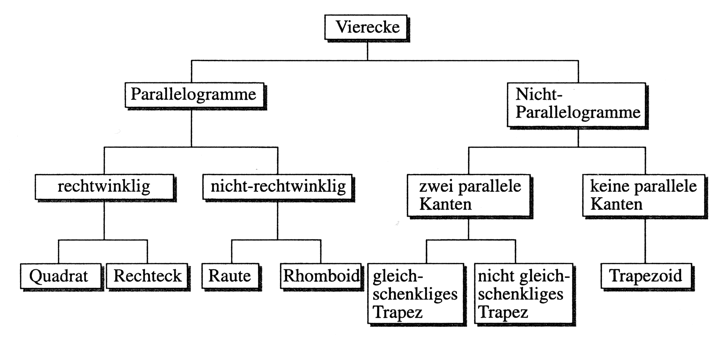 Vierecke
Parallelogramme
Nicht-
Parallelogramme
rechtwinklig
nicht-rechtwinklig
zwei parallele
Kanten
keine parallele
Kanten
Quadrat
Rechteck
Raute
Rhomboid
gleich-
schenkliges
Trapez
nicht gleich-
schenkliges
Trapez
Trapezoid